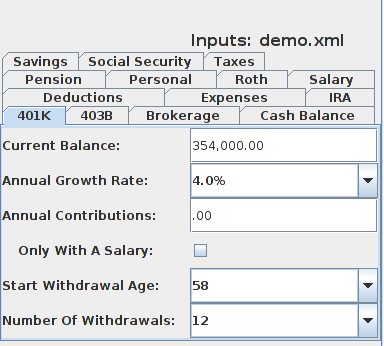 Inputs: demo.xml
Savings Social Security Taxes
Pension Personal Roth Salary
Deductions Expenses IRA
401K 403B Brokerage Cash Balance
Current Balance: 354,000.00
Annual Growth Rate: 4.0%
Annual Contributions: .00
Only With A Salary:
Start Withdrawal Age: 58
Number Of Withdrawals: 12